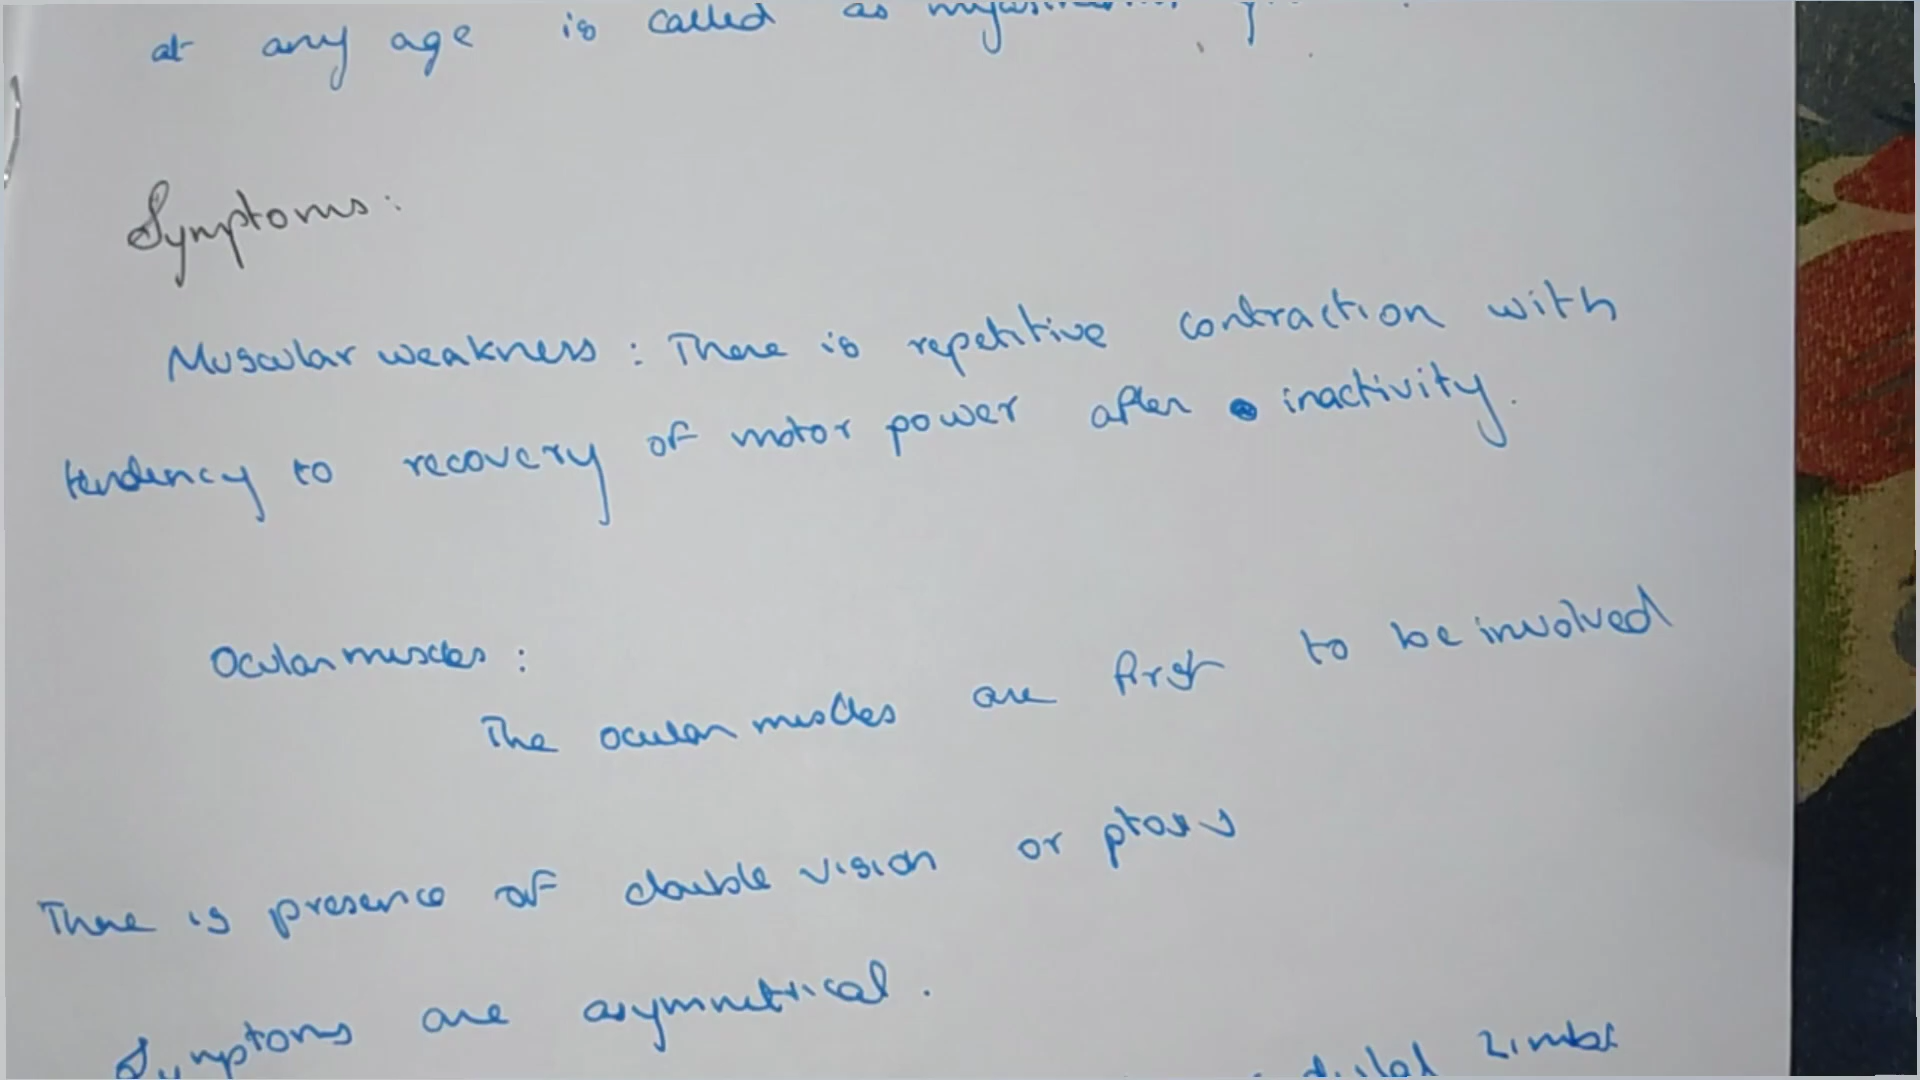 at any age is called as
Symptoms:
Muscular weakness : There is repetitive contraction with
tendency to recovery of motor power after inactivity.
Ocular muscles :
The ocular muscles are first to be involved
There is presence of double vision or ptosis
Symptoms are asymmetrical.
distal limbs